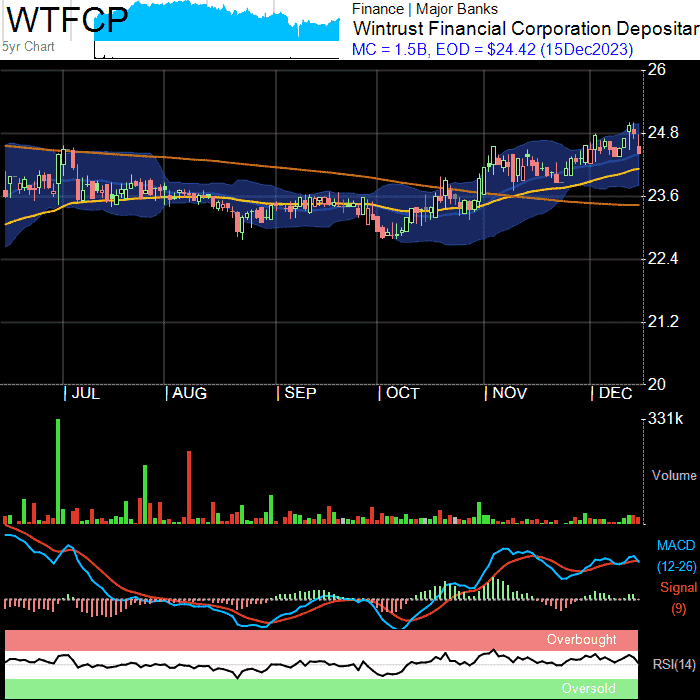 WTFCP
5yr Chart
Finance | Major Banks
Wintrust Financial Corporation Depositar
MC = 1.5B, EOD = $24.42 (15Dec2023)
26
24.8
23.6
22.4
21.2
20
JUL AUG SEP OCT NOV DEC
331k
Volume
MACD
(12-26)
Signal
(9)
Overbought
RSI(14)
Oversold